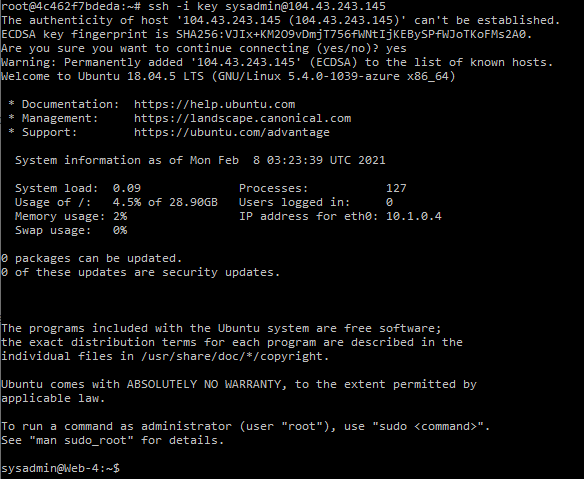 root@4c462f7bdeda:~# ssh -i key sysadmin@104.43.243.145
The authenticity of host '104.43.243.145 (104.43.243.145)' can't be established.
ECDSA key fingerprint is SHA256:VJIx+KM2O9vDmjT756fWNtIjKEBySPfWJoTKoFMs2A0.
Are you sure you want to continue connecting (yes/no)? yes
Warning: Permanently added '104.43.243.145' (ECDSA) to the list of known hosts.
Welcome to Ubuntu 18.04.5 LTS (GNU/Linux 5.4.0-1039-azure x86_64)
* Documentation:  https://help.ubuntu.com
* Management:     https://landscape.canonical.com
* Support:        https://ubuntu.com/advantage
System information as of Mon Feb  8 03:23:39 UTC 2021
System load:  0.09              Processes:           127
Usage of /:   4.5% of 28.90GB   Users logged in:     0
Memory usage: 2%                IP address for eth0: 10.1.0.4
Swap usage:   0%
0 packages can be updated.
0 of these updates are security updates.
The programs included with the Ubuntu system are free software;
the exact distribution terms for each program are described in the
individual files in /usr/share/doc/*/copyright.
Ubuntu comes with ABSOLUTELY NO WARRANTY, to the extent permitted by
applicable law.
To run a command as administrator (user "root"), use "sudo <command>".
See "man sudo_root" for details.
sysadmin@Web-4:~$